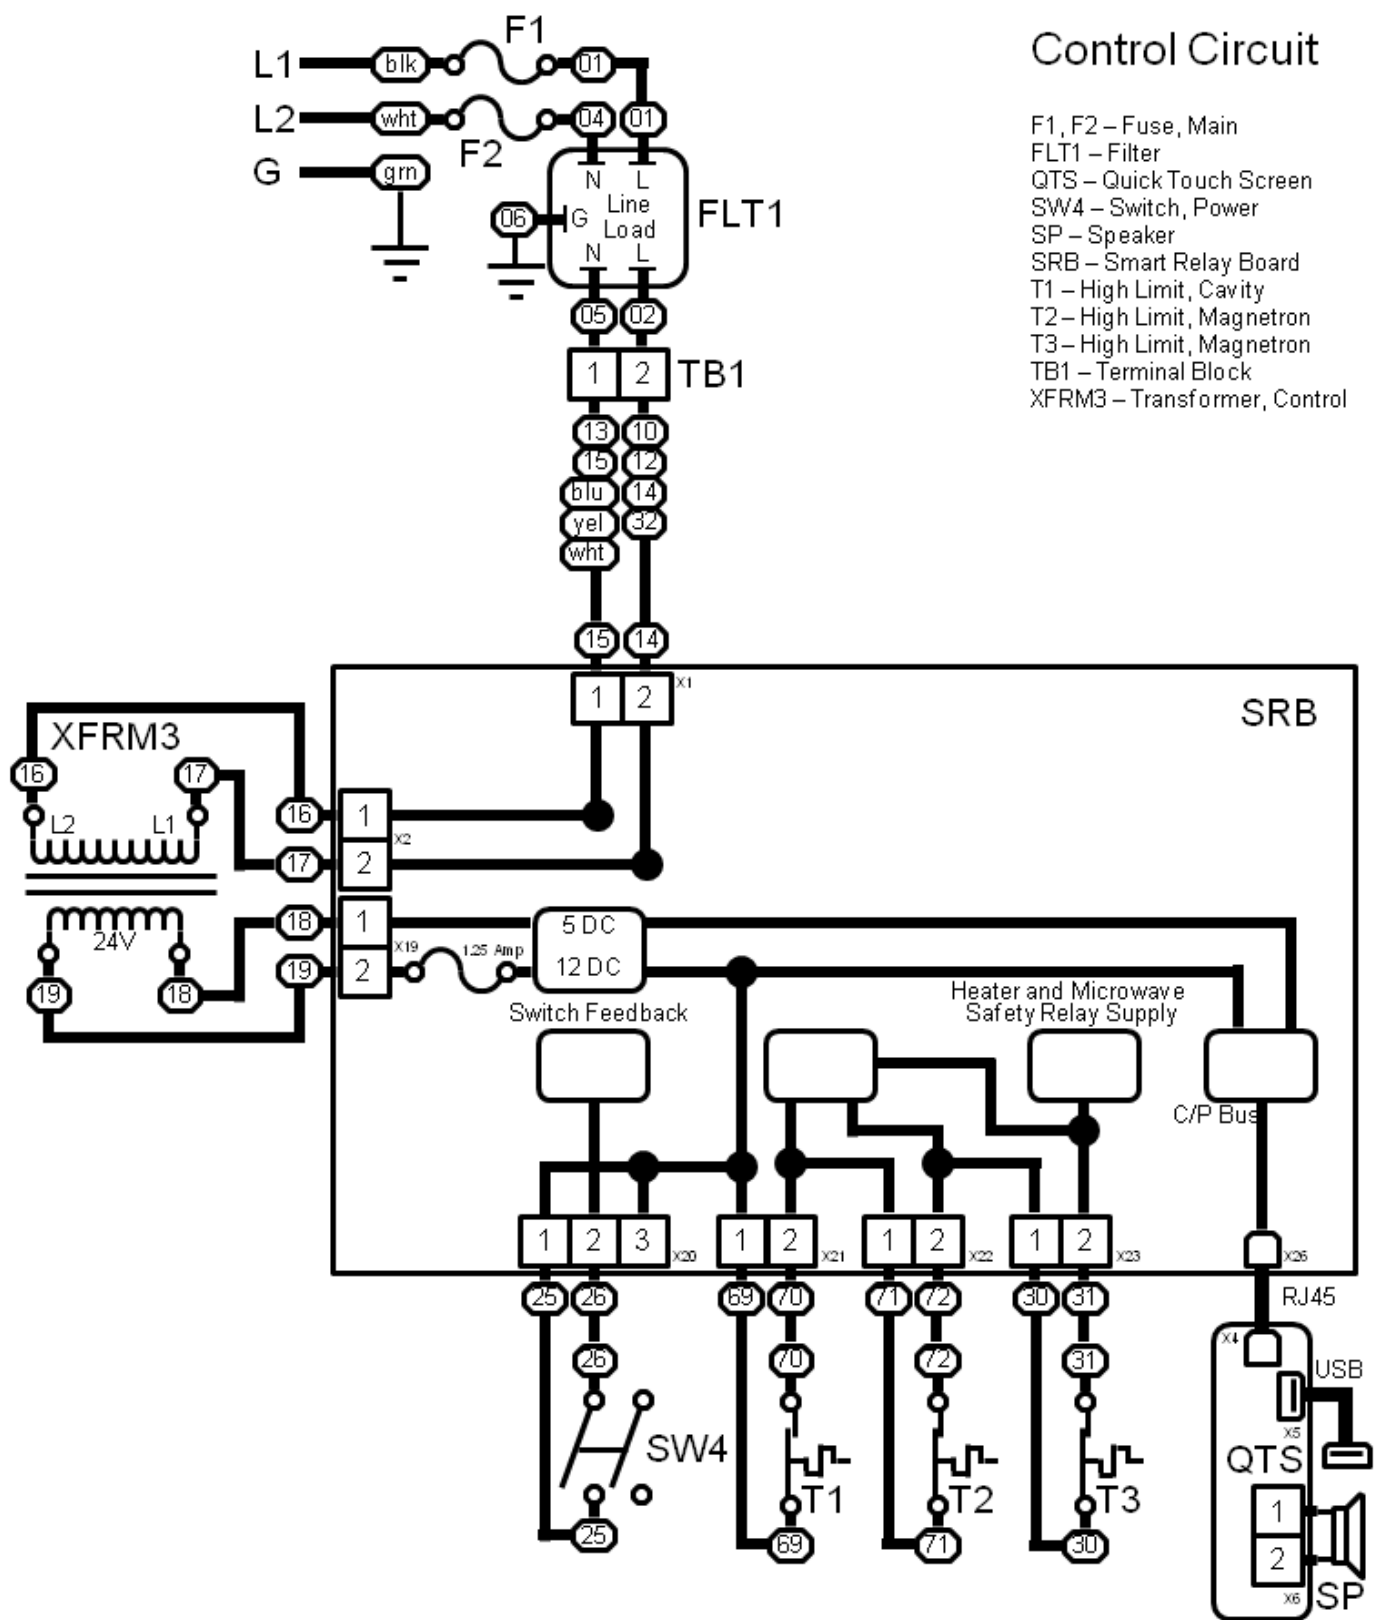 Control Circuit
F1, F2 – Fuse, Main
FLT1 – Filter
QTS – Quick Touch Screen
SW4 – Switch, Power
SP – Speaker
SRB – Smart Relay Board
T1 – High Limit, Cavity
T2 – High Limit, Magnetron
T3 – High Limit, Magnetron
TB1 – Terminal Block
XFRM3 – Transformer, Control
F1
L1 blk 01
L2 wht 04 01
F2
G grn
N L
06 G Line FLT1
Load
N L
05 02
1 2 TB1
13 10
15 12
blu 14
yel 32
wht
15 14
1 2 X1
SRB
XFRM3
16 17
L2 L1
16 1
X2
17 2
18 1 5 DC
24V
X19 1.25 Amp
19 2 12 DC
19 18
Switch Feedback
Heater and Microwave
Safety Relay Supply
C/P Bus
1 2 3 X20 1 2 X21 1 2 X22 1 2 X23 X26
25 26 69 70 71 72 30 31 RJ45
X4
26 70 72 31
USB
X5
SW4 QTS
T1 T2 T3
25 69 71 30
1
2
X6 SP